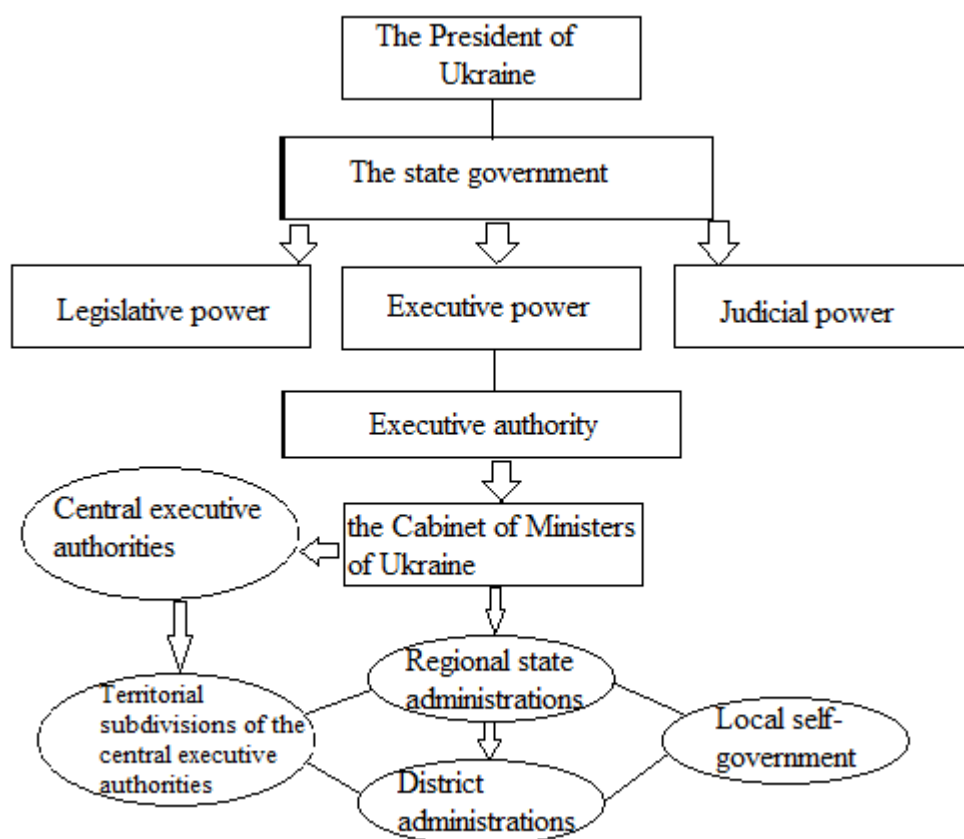 The President of
Ukraine
The state government
Legislative power
Executive power
Judicial power
Executive authority
Central executive
authorities
the Cabinet of Ministers
of Ukraine
Regional state
administrations
Territorial
subdivisions of the
central executive
authorities
Local self-
government
District
administrations